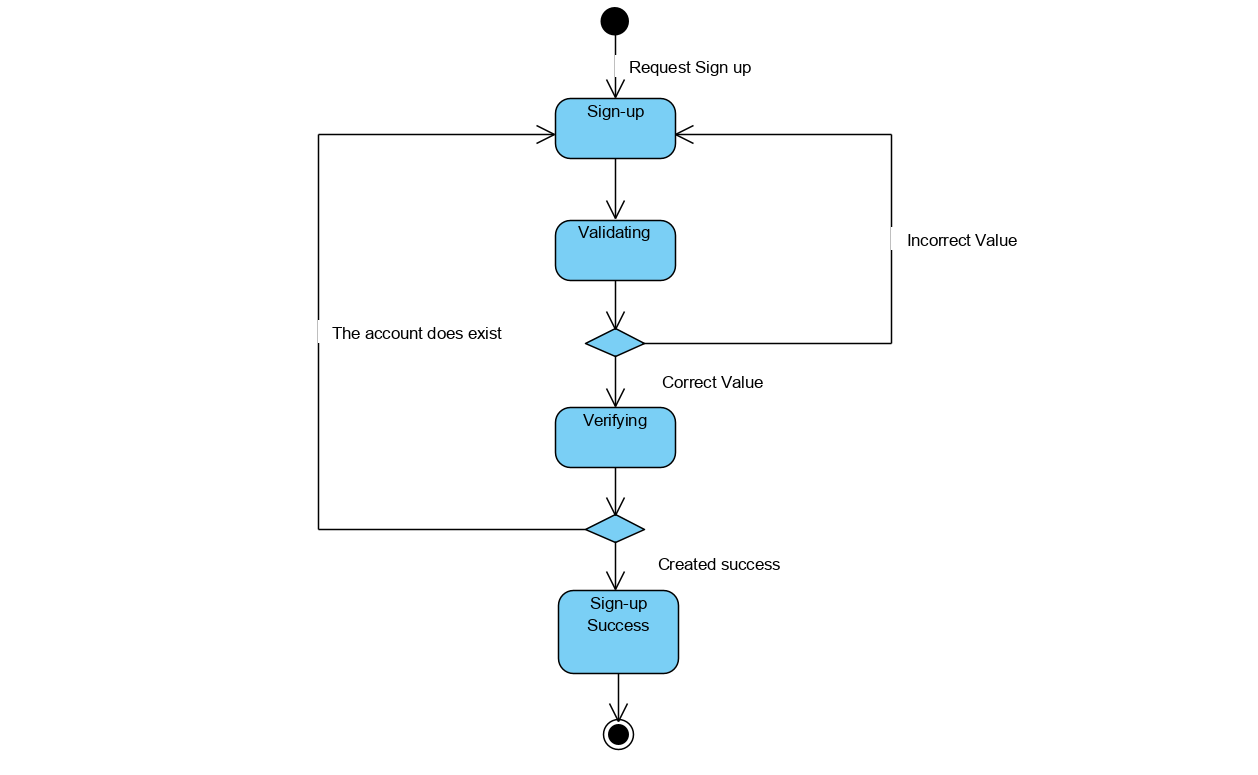 Request Sign up
Sign-up
Validating
Incorrect Value
The account does exist
Correct Value
Verifying
Created success
Sign-up
Success